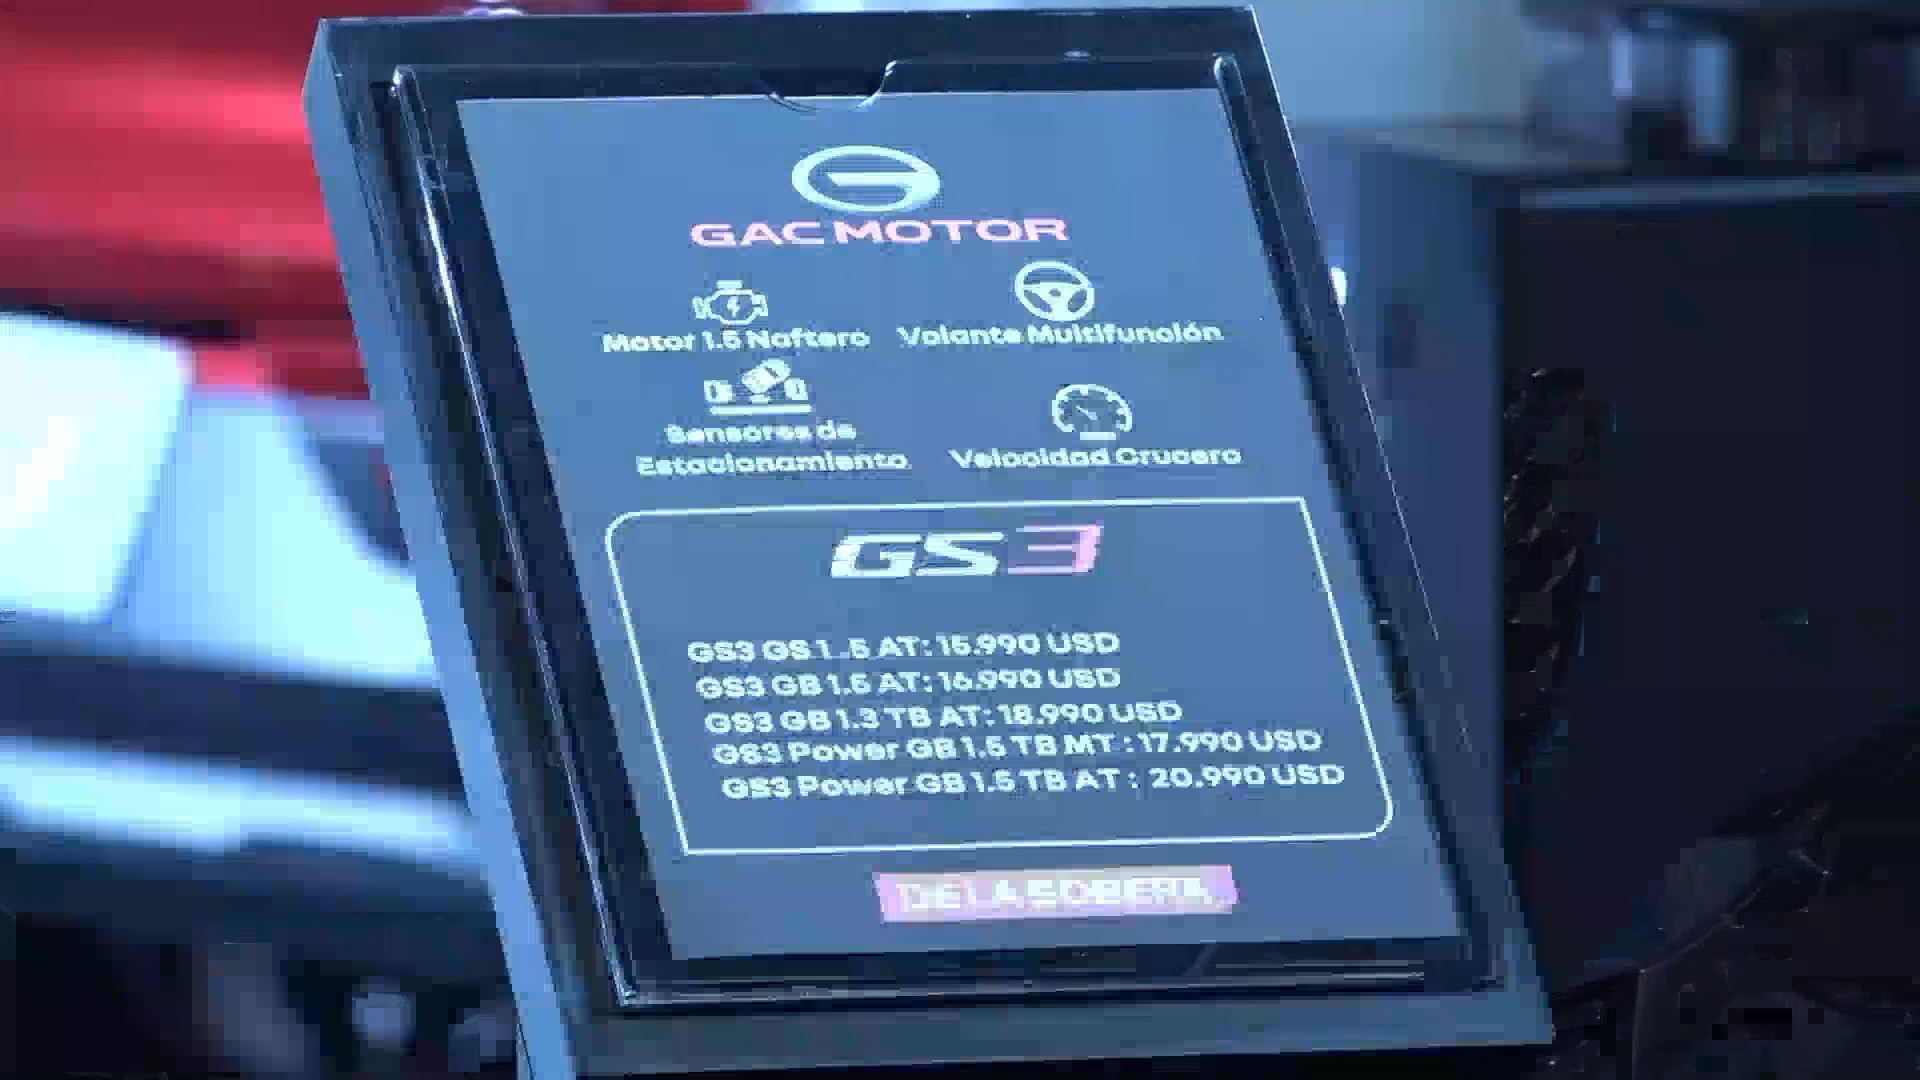 GAC MOTOR
Motor 1.5 Naftero
Volante Multifunción
Sensores de
Estacionamiento
Velocidad Crucero
GS3
GS3 GS 1.5 AT: 15.990 USD
GS3 GB 1.5 AT: 16.990 USD
GS3 GB 1.3 TB AT: 18.990 USD
GS3 Power GB 1.5 TB MT : 17.990 USD
GS3 Power GB 1.5 TB AT : 20.990 USD
DE LA SOBERA